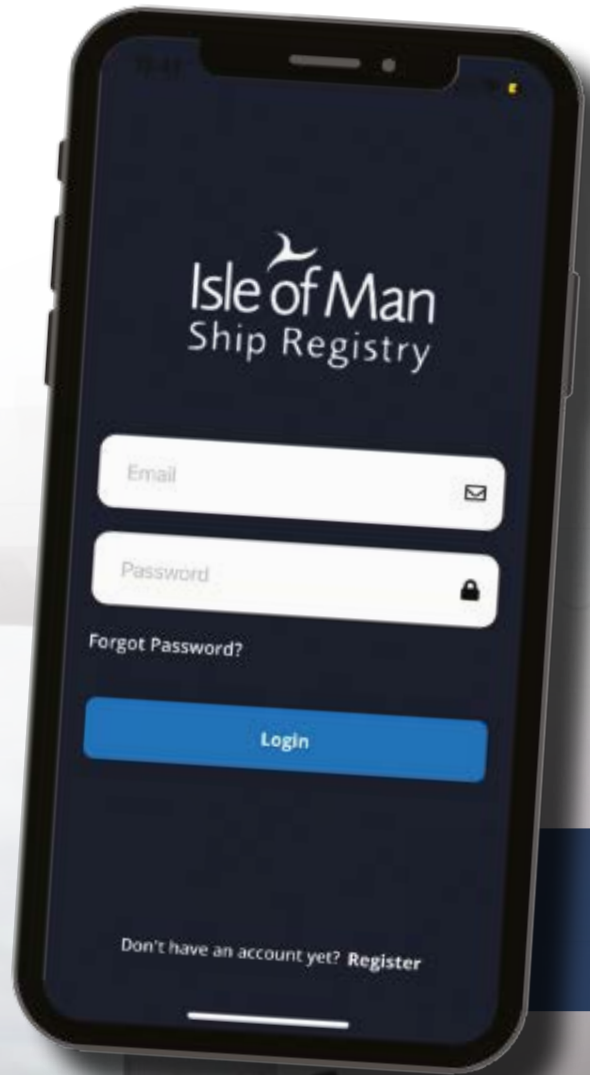 Isle of Man
Ship Registry
Email
Password
Forgot Password?
Login
Don't have an account yet? Register